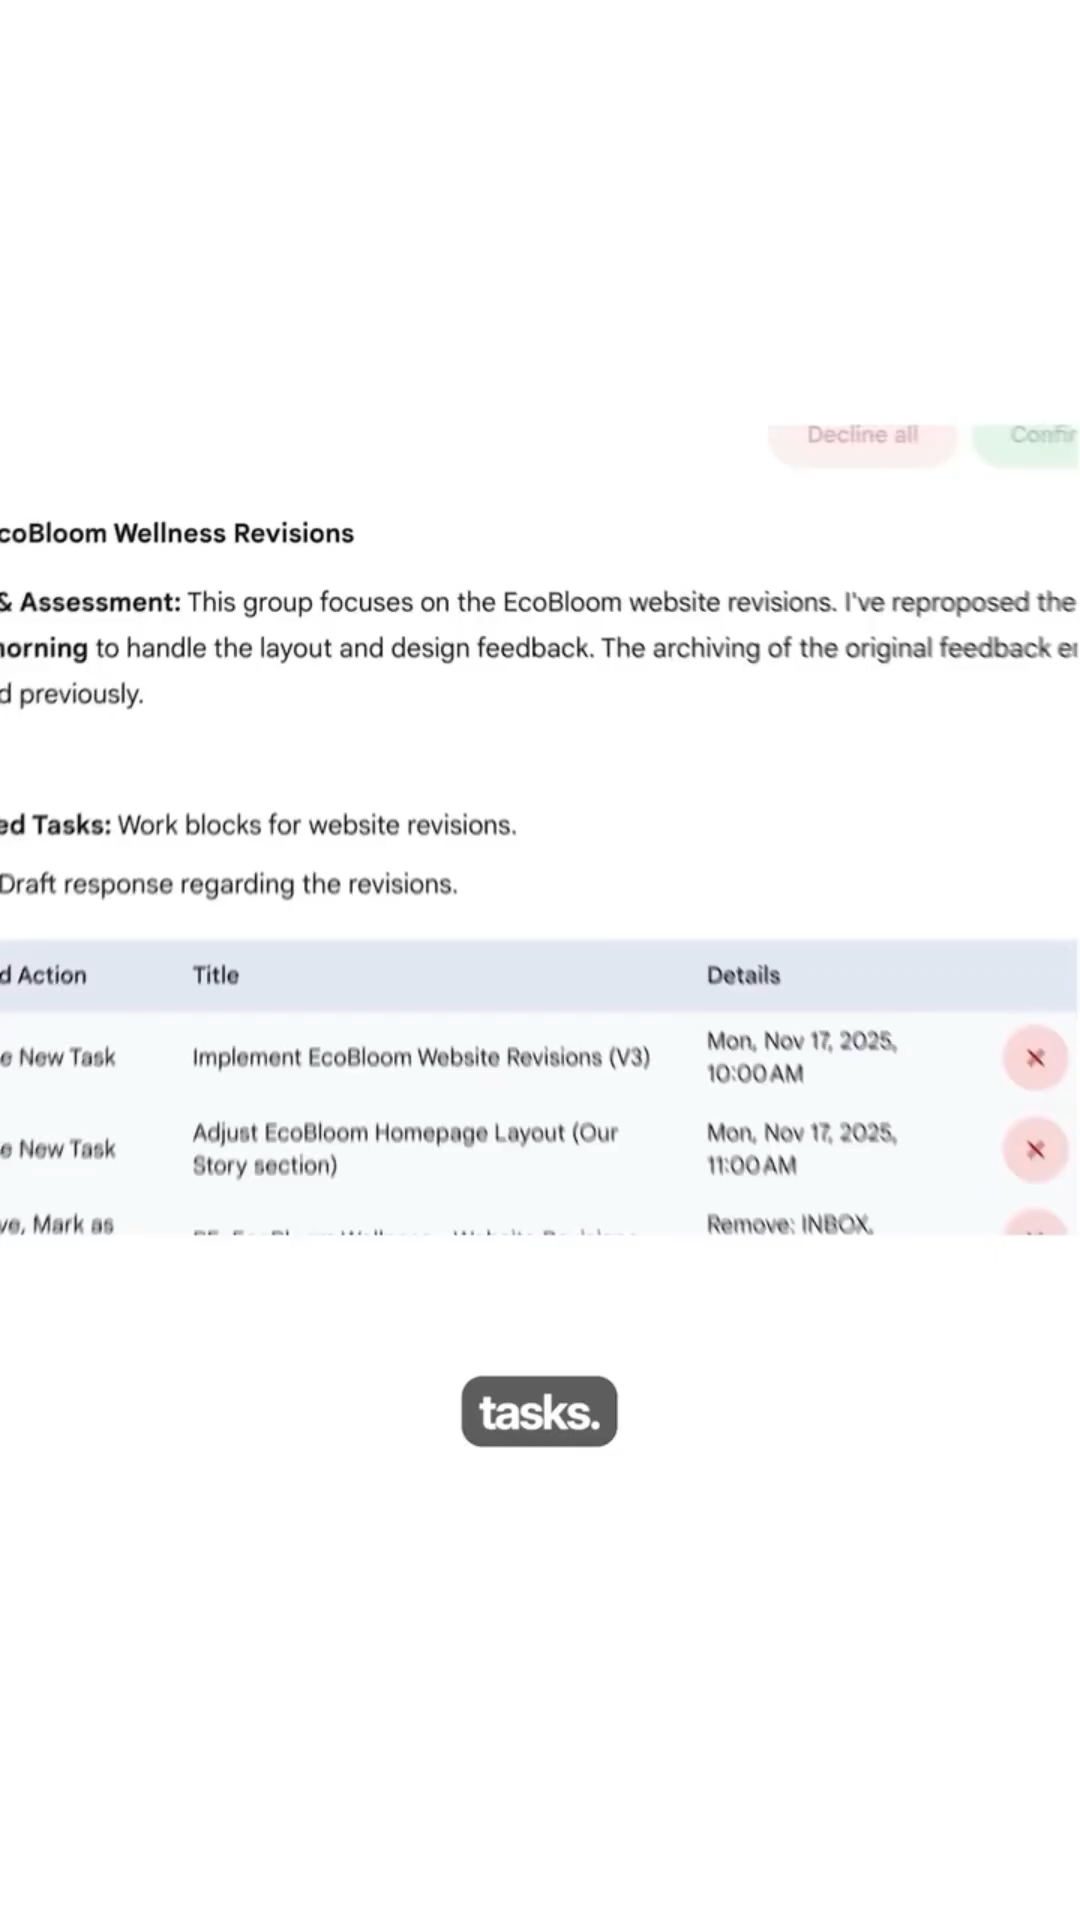 Decline all
Confir
coBloom Wellness Revisions
& Assessment: This group focuses on the EcoBloom website revisions. I've reproposed the
norning to handle the layout and design feedback. The archiving of the original feedback er
d previously.
ed Tasks: Work blocks for website revisions.
Draft response regarding the revisions.
d Action Title Details
e New Task Implement EcoBloom Website Revisions (V3) Mon, Nov 17, 2025,
10:00 AM
e New Task Adjust EcoBloom Homepage Layout (Our Mon, Nov 17, 2025,
Story section) 11:00 AM
ve, Mark as Remove: INBOX,
tasks.